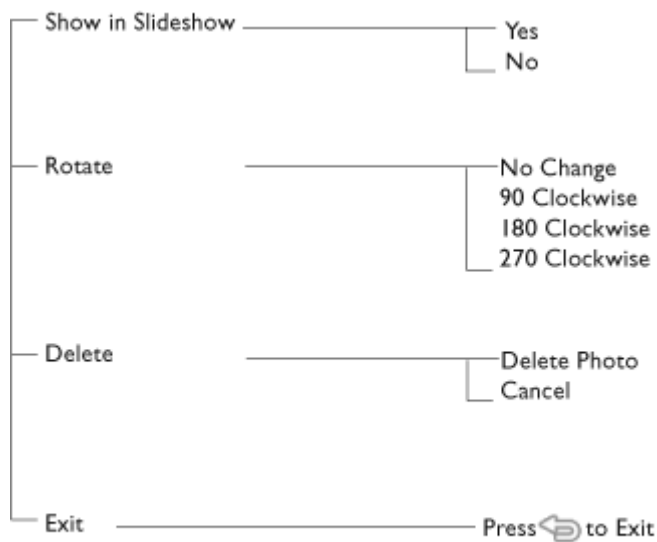 Show in Slideshow
Yes
No
Rotate
No Change
90 Clockwise
180 Clockwise
270 Clockwise
Delete
Delete Photo
Cancel
Exit
Press to Exit